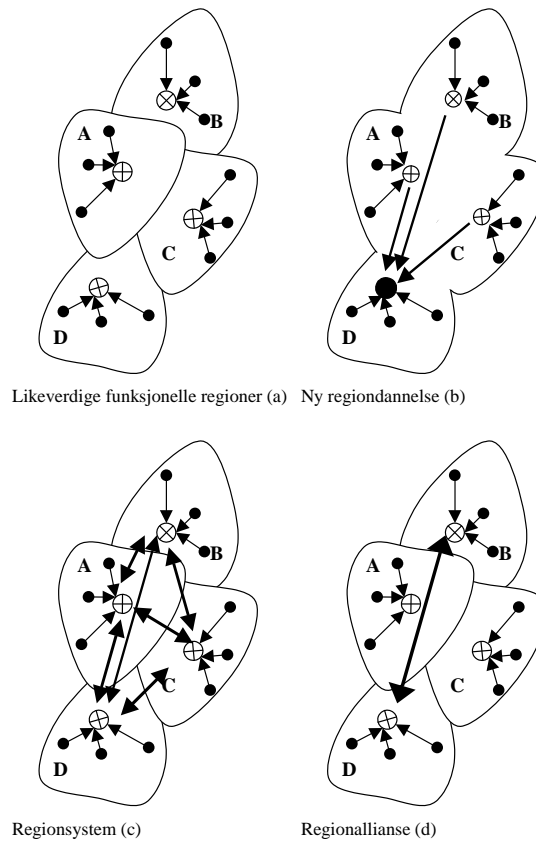 A
B
C
D
A
B
C
D
Likeverdige funksjonelle regioner (a)
Ny regiondannelse (b)
A
B
C
D
A
B
C
D
Regionsystem (c)
Regionallianse (d)